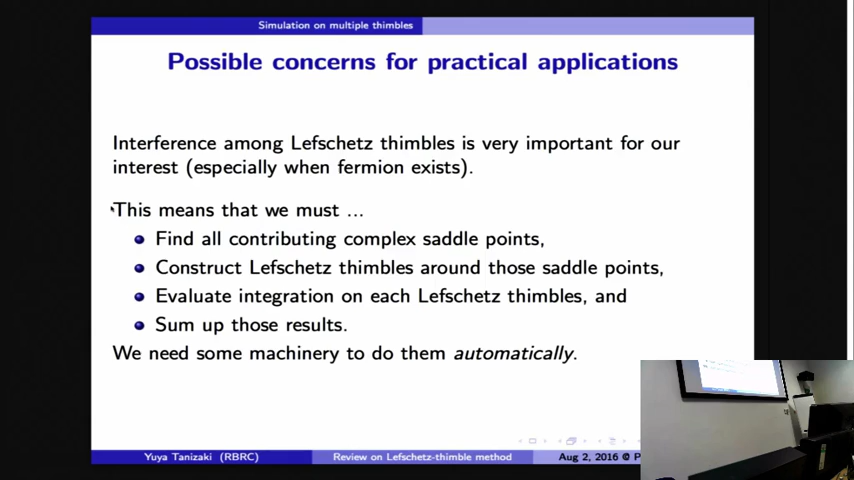 Simulation on multiple thimbles
Possible concerns for practical applications
Interference among Lefschetz thimbles is very important for our
interest (especially when fermion exists).
This means that we must ...
Find all contributing complex saddle points,
Construct Lefschetz thimbles around those saddle points,
Evaluate integration on each Lefschetz thimbles, and
Sum up those results.
We need some machinery to do them automatically.
Yuya Tanizaki (RBRC)
Review on Lefschetz-thimble method
Aug 2, 2016 @ P